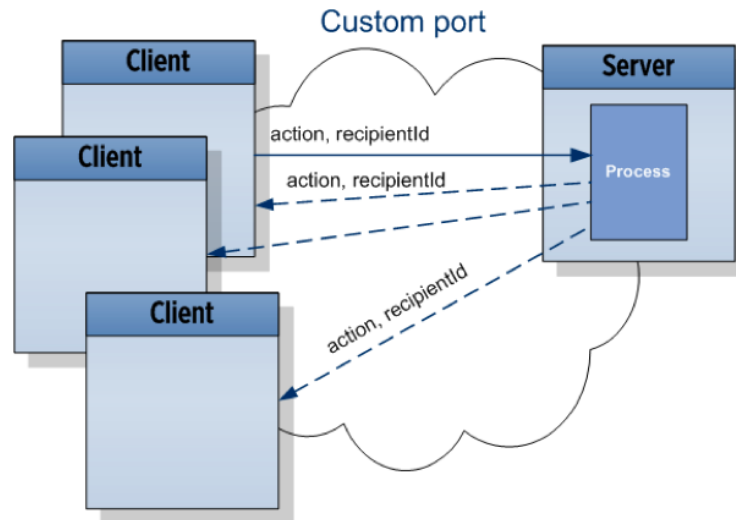 Custom port
Client
Server
action, recipientId
Client
action, recipientId
Process
action, recipientId
Client